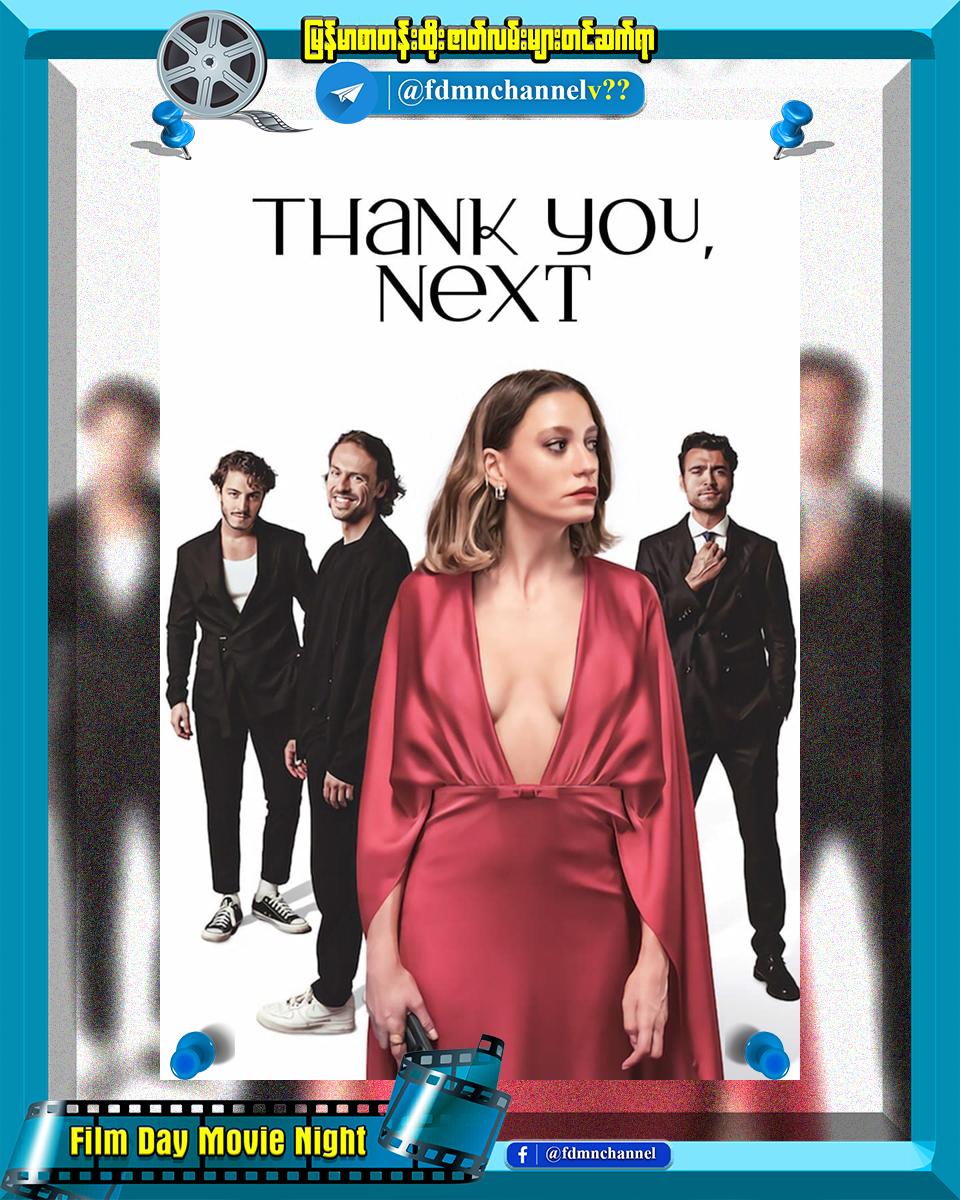 မြန်မာစာတန်းထိုးဇာတ်လမ်းများတင်ဆက်ရာ
@fdmnchannelv??
THaNK YOU,
NeXT
Film Day Movie Night
f @fdmnchannel